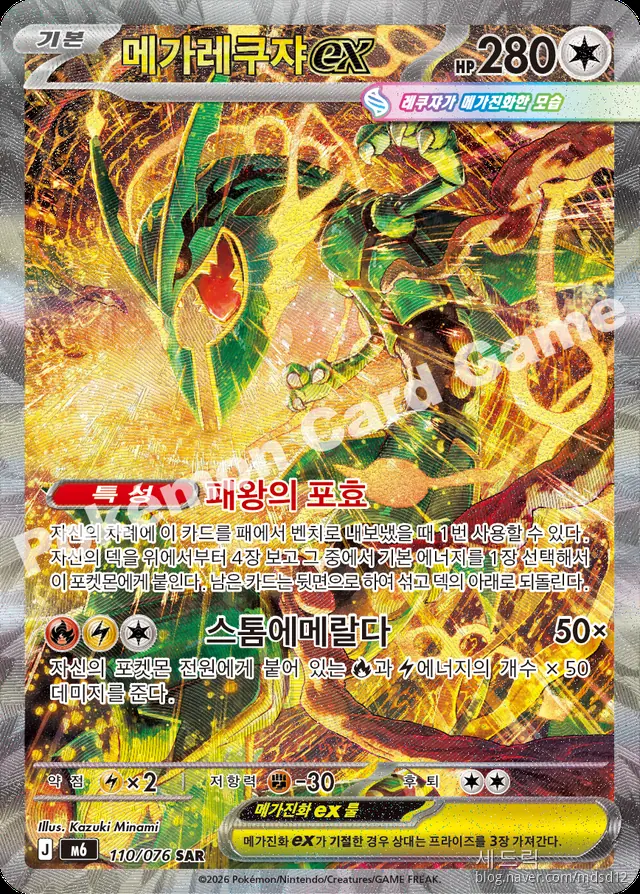 기본
메가레쿠쟈ex
HP 280
레쿠쟈가 메가진화한 모습
Pokémon Card Game
특성 패왕의 포효
자신의 차례에 이 카드를 패에서 벤치로 내보냈을 때 1번 사용할 수 있다.
자신의 덱을 위에서부터 4장 보고 그 중에서 기본 에너지를 1장 선택해서
이 포켓몬에게 붙인다. 남은 카드는 뒷면으로 하여 섞고 덱의 아래로 되돌린다.
스톰에메랄다 50×
자신의 포켓몬 전원에게 붙어 있는 과 에너지의 개수 ×50
데미지를 준다.
약점 ×2 저항력 -30 후퇴
메가진화 ex 룰
메가진화 ex가 기절한 경우 상대는 프라이즈를 3장 가져간다.
Illus. Kazuki Minami
J M6 110/076 SAR
세드릭
blog.naver.com/mdsd12
©2026 Pokémon/Nintendo/Creatures/GAME FREAK.